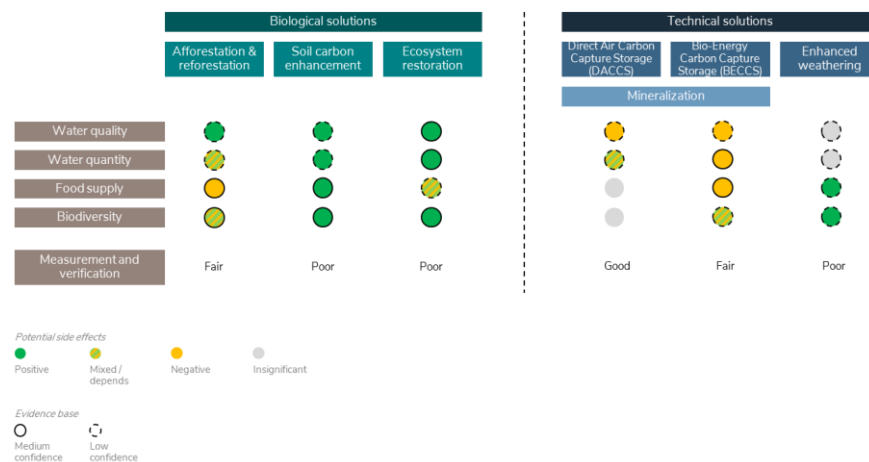 Biological solutions
Technical solutions
Afforestation &
reforestation
Soil carbon
enhancement
Ecosystem
restoration
Direct Air Carbon
Capture Storage
(DACCS)
Bio-Energy
Carbon Capture
Storage (BECCS)
Enhanced
weathering
Mineralization
Water quality
Water quantity
Food supply
Biodiversity
Measurement and
verification
Fair
Poor
Poor
Good
Fair
Poor
Potential side effects
Positive
Mixed /
depends
Negative
Insignificant
Evidence base
Medium
confidence
Low
confidence